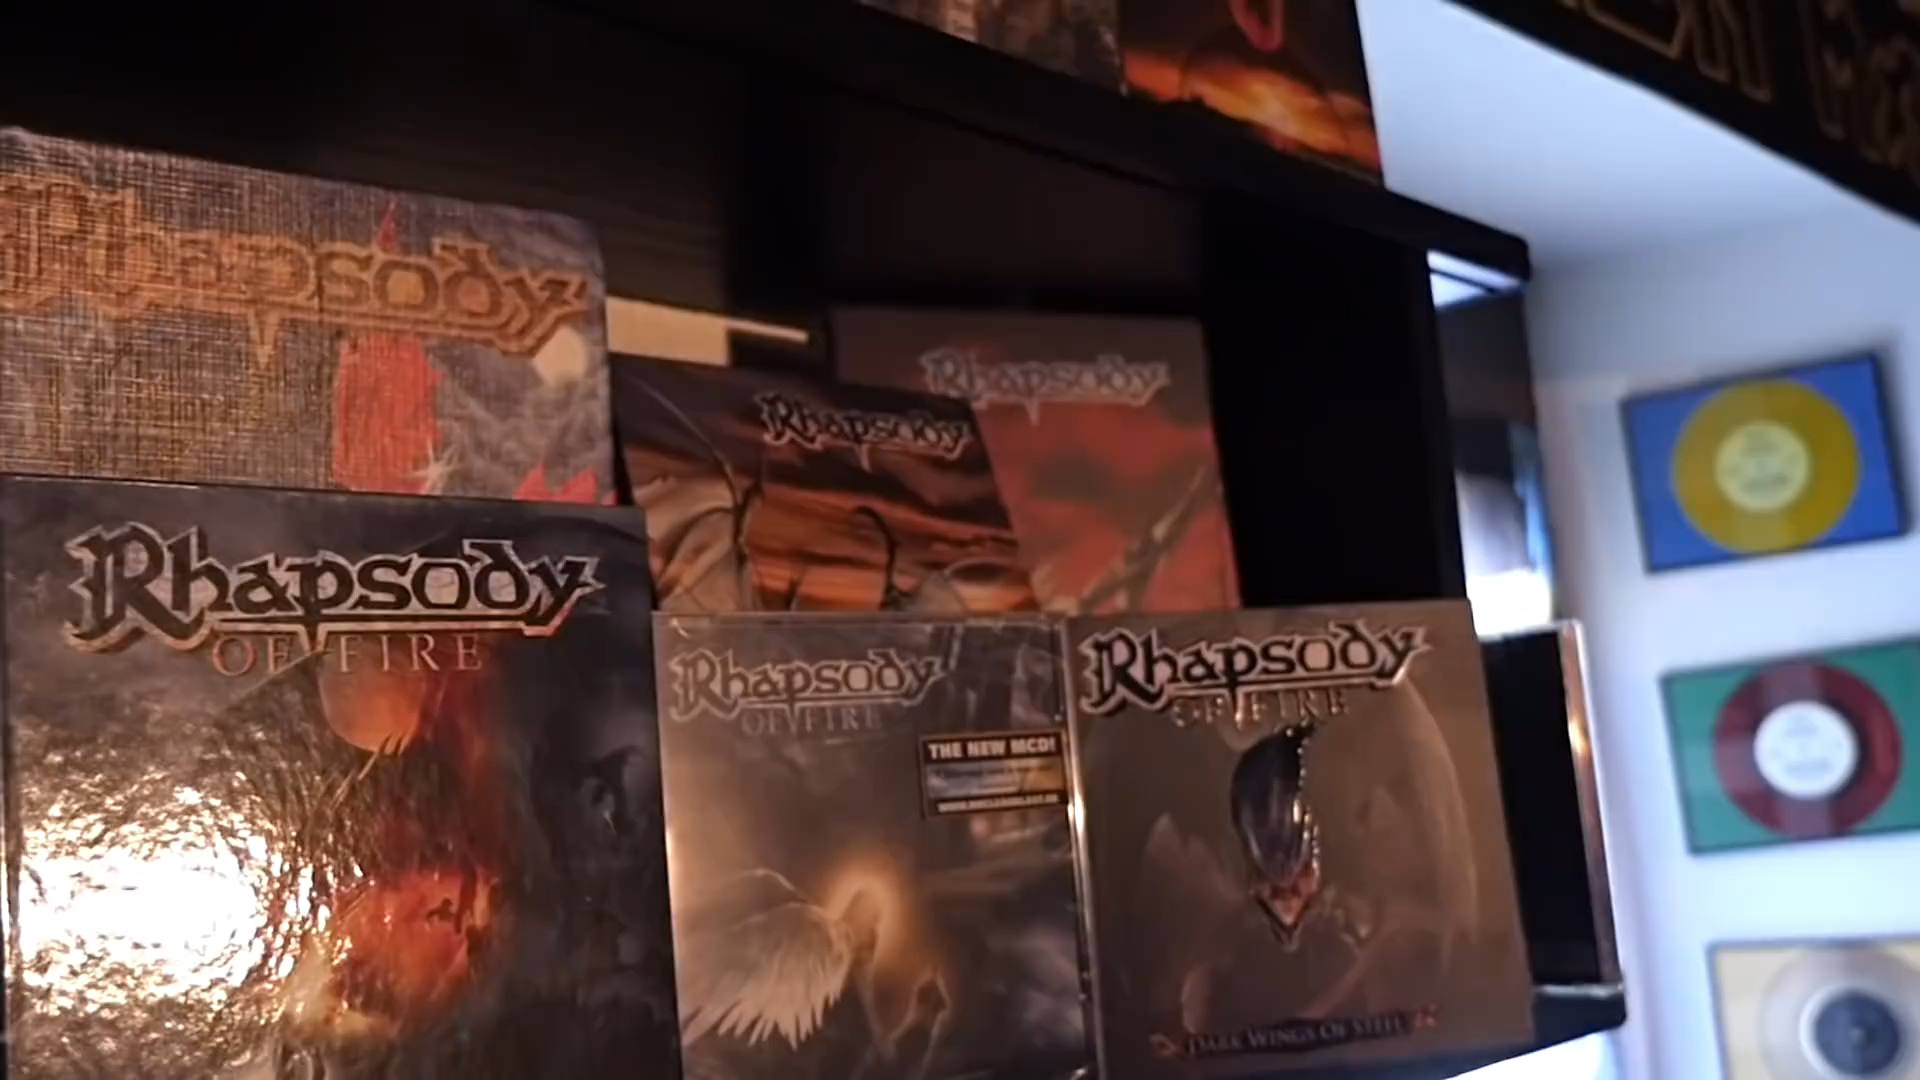 Rhapsody
Rhapsody
Rhapsody
Rhapsody
OF FIRE
Rhapsody
OF FIRE
THE NEW MCD!
Rhapsody
OF FIRE
DARK WINGS OF STEEL